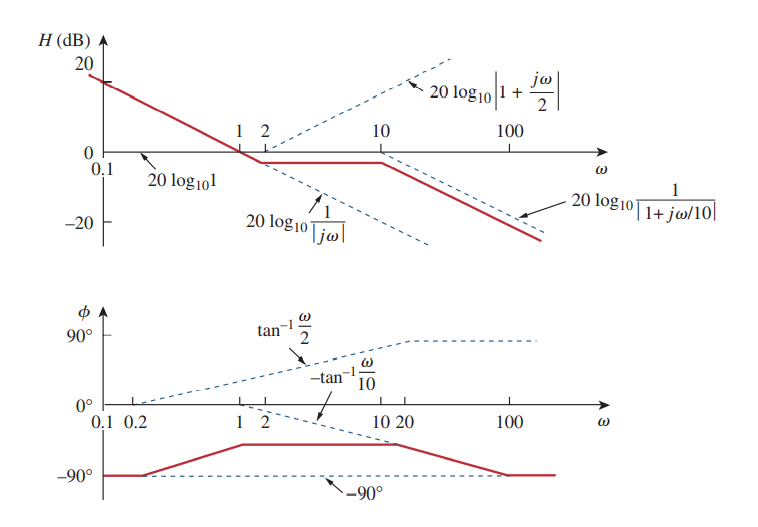 H (dB)
20
20 log₁₀ |1 + jω/2|
1 2 10 100
0
0.1
ω
20 log₁₀1
20 log₁₀ 1/|jω|
20 log₁₀ 1/|1+ jω/10|
–20
ϕ
90°
tan⁻¹ ω/2
–tan⁻¹ ω/10
0°
0.1 0.2 1 2 10 20 100 ω
–90°
–90°